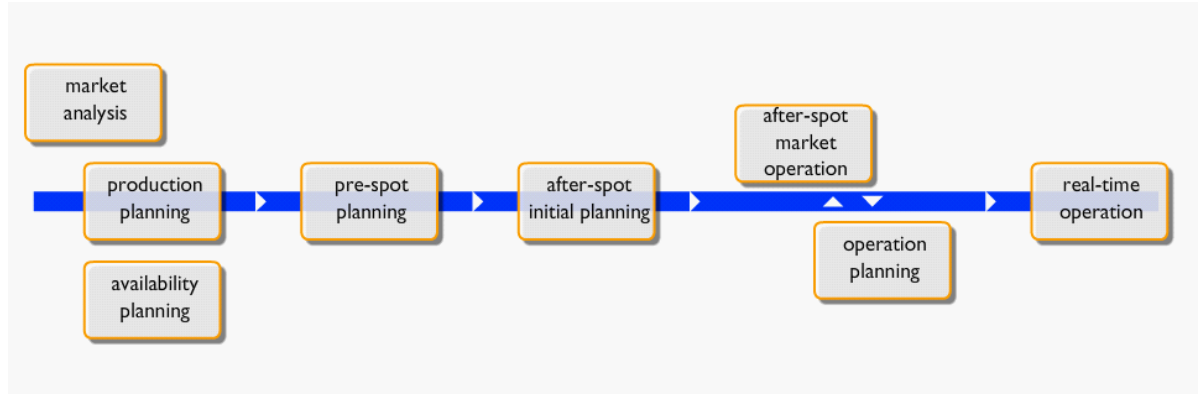 market
analysis
production
planning
availability
planning
pre-spot
planning
after-spot
initial planning
after-spot
market
operation
operation
planning
real-time
operation